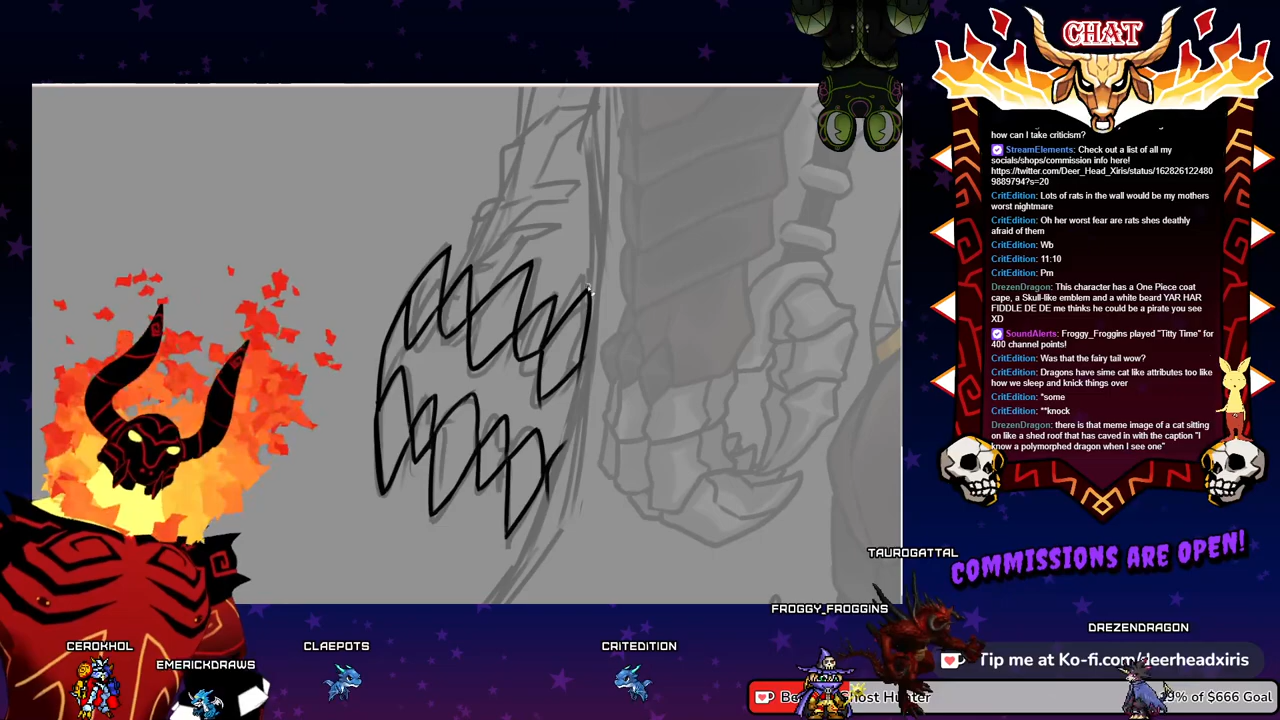 CHAT
how can I take criticism?
StreamElements: Check out a list of all my
socials/shops/commission info here!
https://twitter.com/Deer_Head_Xiris/status/162826122480
9889794?s=20
CritEdition: Lots of rats in the wall would be my mothers
worst nightmare
CritEdition: Oh her worst fear are rats shes deathly
afraid of them
CritEdition: Wb
CritEdition: 11:10
CritEdition: Pm
DrezenDragon: This character has a One Piece coat
cape, a Skull-like emblem and a white beard YAR HAR
FIDDLE DE DE me thinks he could be a pirate you see
XD
SoundAlerts: Froggy_Froggins played "Titty Time" for
400 channel points!
CritEdition: Was that the fairy tail wow?
CritEdition: Dragons have sime cat like attributes too like
how we sleep and knick things over
CritEdition: *some
CritEdition: **knock
DrezenDragon: there is that meme image of a cat sitting
on like a shed roof that has caved in with the caption "I
know a polymorphed dragon when I see one"
COMMISSIONS ARE OPEN!
TAUROGATTAL
FROGGY_FROGGINS
DREZENDRAGON
CEROKHOL
EMERICKDRAWS
CLAEPOTS
CRITEDITION
Tip me at Ko-fi.com/deerheadxiris
Ghost Hunter
9% of $666 Goal